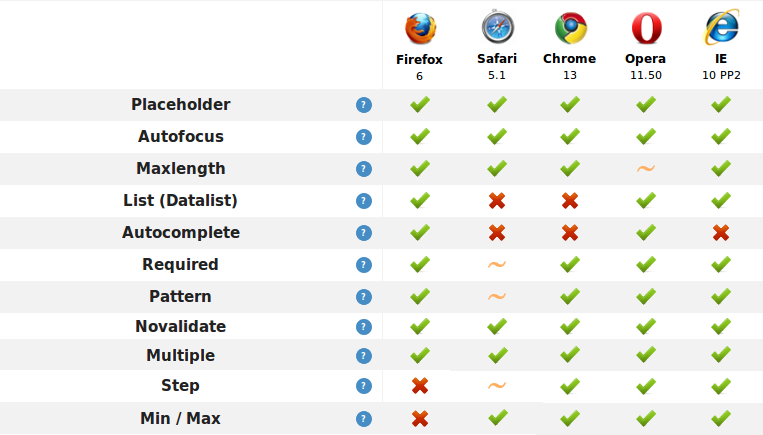 Firefox Safari Chrome Opera IE
6 5.1 13 11.50 10 PP2
Placeholder ?
Autofocus ?
Maxlength ? ~
List (Datalist) ?
Autocomplete ?
Required ? ~
Pattern ? ~
Novalidate ?
Multiple ?
Step ? ~
Min / Max ?